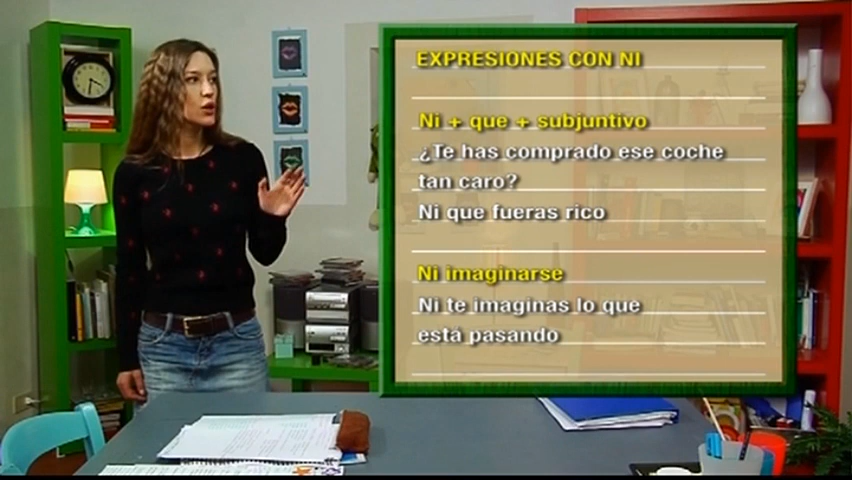 EXPRESIONES CON NI
Ni + que + subjuntivo
¿Te has comprado ese coche
tan caro?
Ni que fueras rico
Ni imaginarse
Ni te imaginas lo que
está pasando